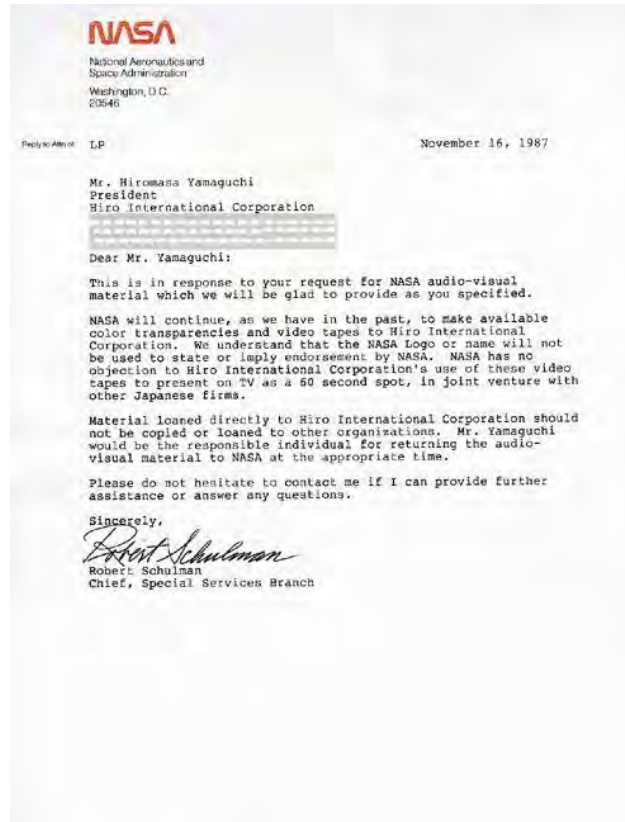 NASA
National Aeronautics and
Space Administration
Washington, D.C.
20546
Reply to Attn of: LP
November 16, 1987
Mr. Hiromasa Yamaguchi
President
Hiro International Corporation
Dear Mr. Yamaguchi:
This is in response to your request for NASA audio-visual
material which we will be glad to provide as you specified.
NASA will continue, as we have in the past, to make available
color transparencies and video tapes to Hiro International
Corporation. We understand that the NASA Logo or name will not
be used to state or imply endorsement by NASA. NASA has no
objection to Hiro International Corporation's use of these video
tapes to present on TV as a 60 second spot, in joint venture with
other Japanese firms.
Material loaned directly to Hiro International Corporation should
not be copied or loaned to other organizations. Mr. Yamaguchi
would be the responsible individual for returning the audio-
visual material to NASA at the appropriate time.
Please do not hesitate to contact me if I can provide further
assistance or answer any questions.
Sincerely,
Robert Schulman
Robert Schulman
Chief, Special Services Branch